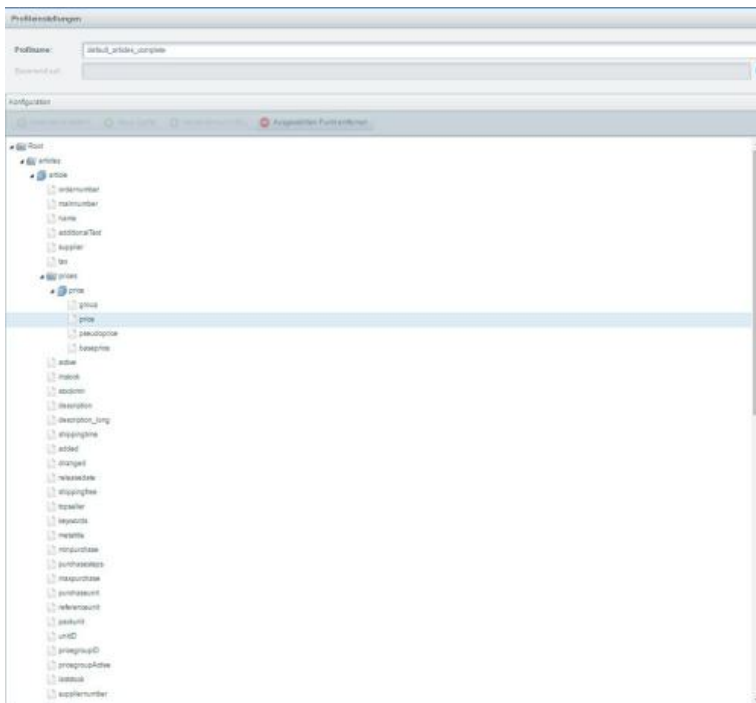 Profileinstellungen
Profilname:
default_articles_complete
Basierend auf:
Konfiguration
Ausgewählten Punkt entfernen
Root
articles
article
ordernumber
mainnumber
name
additionalText
supplier
tax
prices
price
group
price
pseudoprice
baseprice
active
instock
stockmin
description
description_long
shippingtime
added
changed
releasedate
shippingfree
topseller
keywords
metatitle
minpurchase
purchasesteps
maxpurchase
purchaseunit
referenceunit
packunit
unitID
pricegroupID
pricegroupActive
laststock
suppliernumber